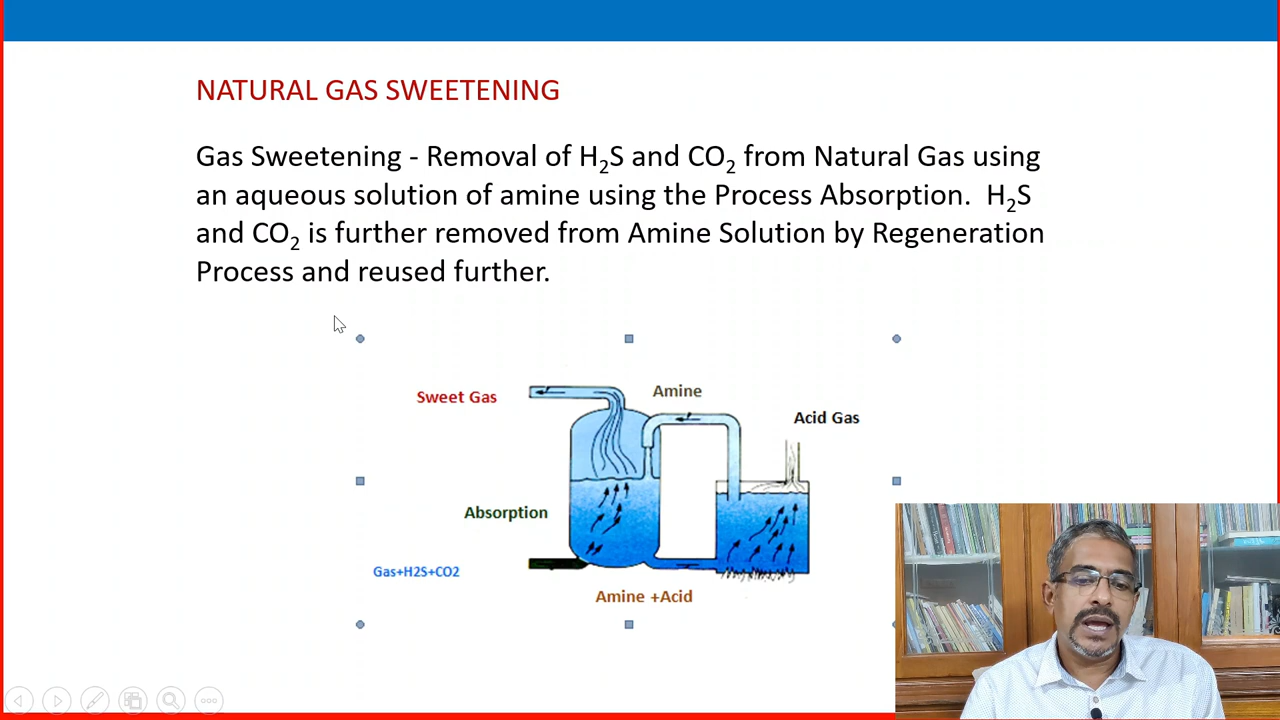 NATURAL GAS SWEETENING
Gas Sweetening - Removal of H₂S and CO₂ from Natural Gas using
an aqueous solution of amine using the Process Absorption.  H₂S
and CO₂ is further removed from Amine Solution by Regeneration
Process and reused further.
Sweet Gas
Amine
Acid Gas
Absorption
Gas+H2S+CO2
Amine +Acid